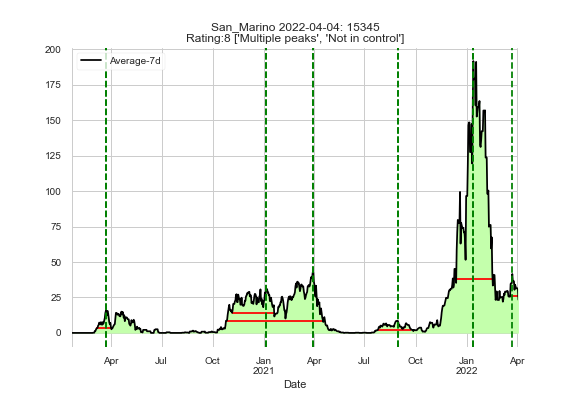 San_Marino 2022-04-04: 15345
Rating:8 ['Multiple peaks', 'Not in control']
Average-7d
200
175
150
125
100
75
50
25
0
Apr
Jul
Oct
Jan
2021
Apr
Jul
Oct
Jan
2022
Apr
Date